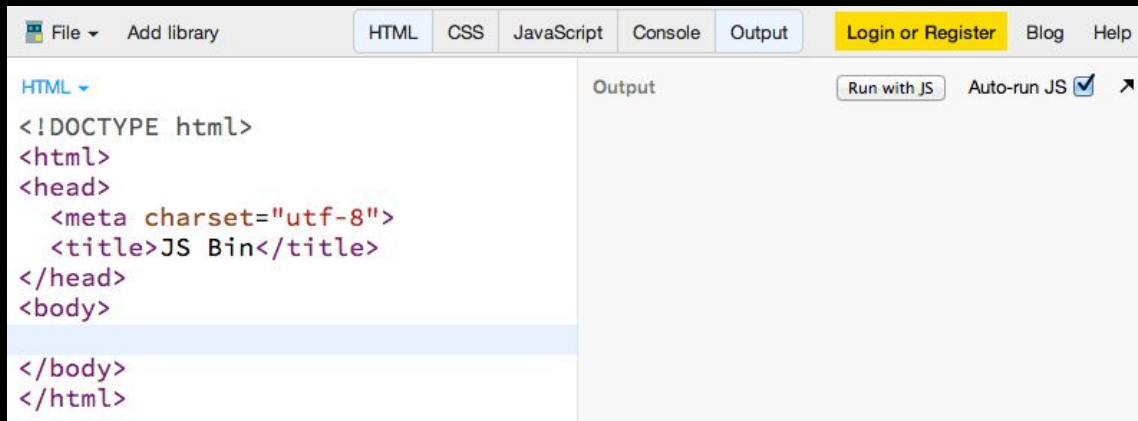 File Add library HTML CSS JavaScript Console Output Login or Register Blog Help
HTML
<!DOCTYPE html>
<html>
<head>
  <meta charset="utf-8">
  <title>JS Bin</title>
</head>
<body>
</body>
</html>
Output Run with JS Auto-run JS